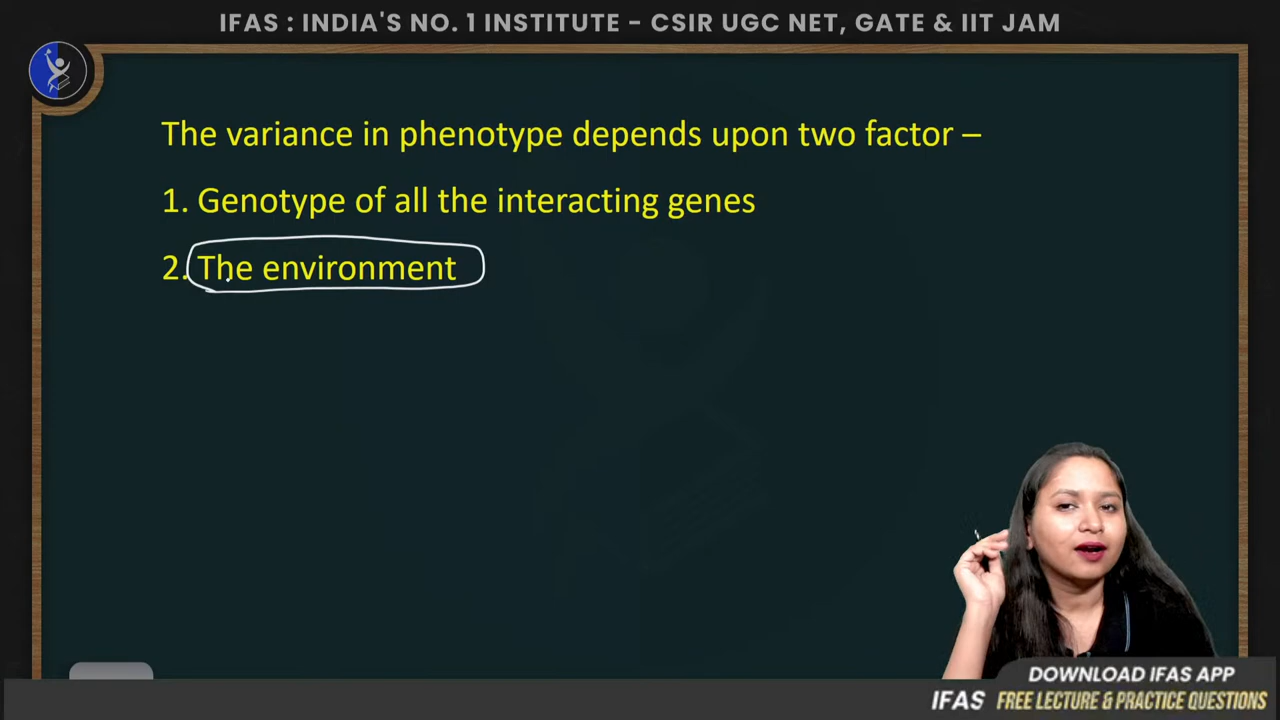 IFAS : INDIA'S NO. 1 INSTITUTE - CSIR UGC NET, GATE & IIT JAM
The variance in phenotype depends upon two factor –
1. Genotype of all the interacting genes
2. The environment
DOWNLOAD IFAS APP
IFAS FREE LECTURE & PRACTICE QUESTIONS